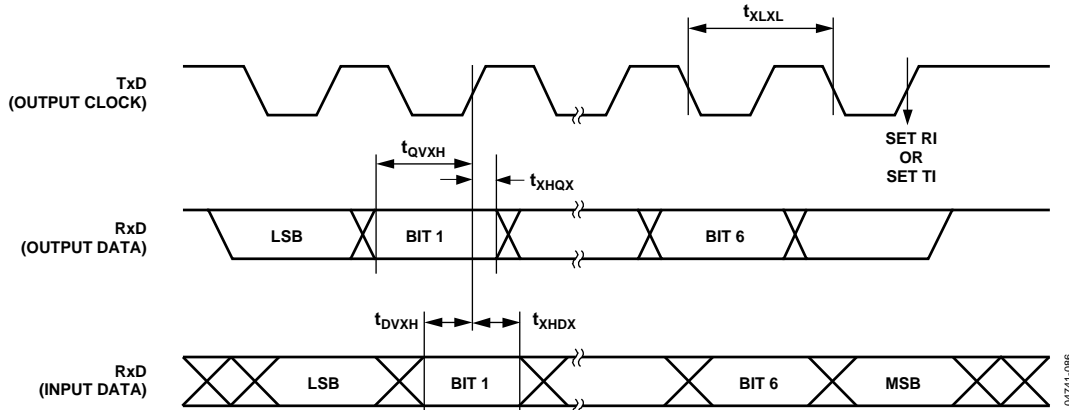 tXLXL
TxD
(OUTPUT CLOCK)
SET RI
OR
SET TI
tQVXH
tXHQX
RxD
(OUTPUT DATA)
LSB
BIT 1
BIT 6
tDVXH
tXHDX
RxD
(INPUT DATA)
LSB
BIT 1
BIT 6
MSB
04741-086